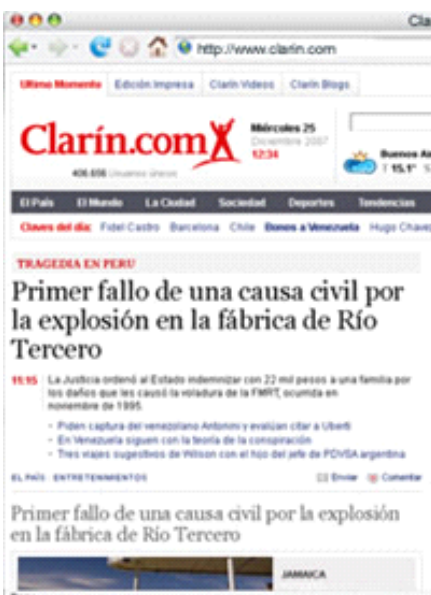 Cla
http://www.clarin.com
Ultimo Momento Edición Impresa Clarín Videos Clarín Blogs
Clarín.com
Miércoles 25
Diciembre 2007
12:34
Buenos Ai
T 15.1° S
406.656 Usuarios únicos
El País El Mundo La Ciudad Sociedad Deportes Tendencias
Claves del día: Fidel Castro Barcelona Chile Bonos a Venezuela Hugo Chavez
TRAGEDIA EN PERU
Primer fallo de una causa civil por
la explosión en la fábrica de Río
Tercero
11:15 La Justicia ordenó al Estado indemnizar con 22 mil pesos a una familia por
los daños que les causó la voladura de la FMRT, ocurrida en
noviembre de 1995.
- Piden captura del venezolano Antonini y evalúan citar a Uberti
- En Venezuela siguen con la teoría de la conspiración
- Tres viajes sugestivos de Wilson con el hijo del jefe de PDVSA argentina
EL PAÍS · ENTRETENIMIENTOS Enviar Comentar
Primer fallo de una causa civil por la explosión
en la fábrica de Río Tercero
JAMAICA